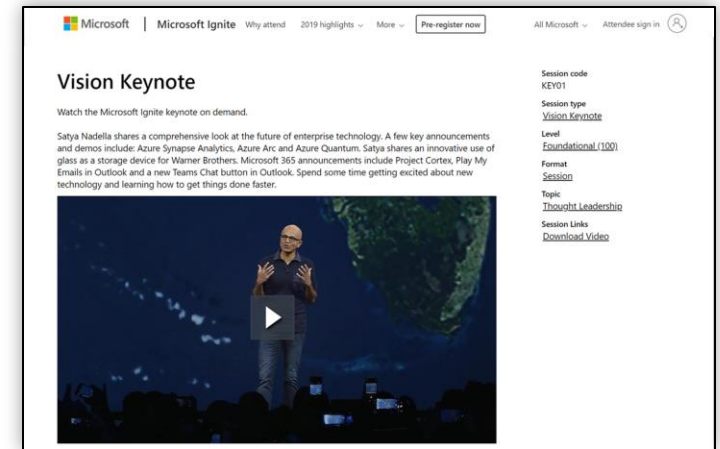 Microsoft | Microsoft Ignite Why attend 2019 highlights More Pre-register now All Microsoft Attendee sign in
Vision Keynote
Watch the Microsoft Ignite keynote on demand.
Satya Nadella shares a comprehensive look at the future of enterprise technology. A few key announcements
and demos include: Azure Synapse Analytics, Azure Arc and Azure Quantum. Satya shares an innovative use of
glass as a storage device for Warner Brothers. Microsoft 365 announcements include Project Cortex, Play My
Emails in Outlook and a new Teams Chat button in Outlook. Spend some time getting excited about new
technology and learning how to get things done faster.
Session code
KEY01
Session type
Vision Keynote
Level
Foundational (100)
Format
Session
Topic
Thought Leadership
Session Links
Download Video